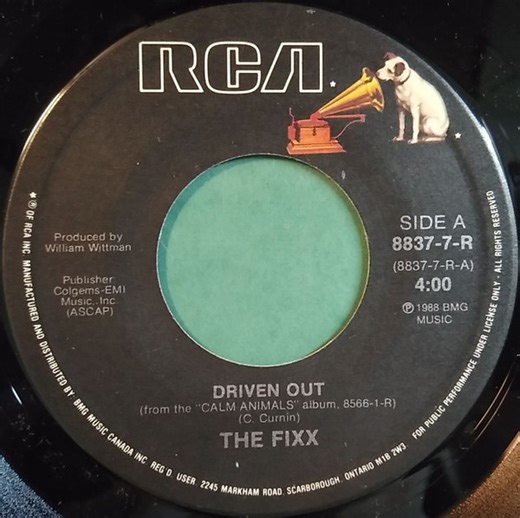 RCA
SIDE A
8837-7-R
(8837-7-R-A)
4:00
℗ 1988 BMG
MUSIC
Produced by
William Wittman
Publisher
Colgems-EMI
Music, Inc.
(ASCAP)
DRIVEN OUT
(from the "CALM ANIMALS" album, 8566-1-R)
(C. Curnin)
THE FIXX
*® OF RCA INC. MANUFACTURED AND DISTRIBUTED BY BMG MUSIC CANADA INC. REG'D. USER. 2245 MARKHAM ROAD, SCARBOROUGH, ONTARIO M1B 2W3 FOR PUBLIC PERFORMANCE UNDER LICENSE ONLY - ALL RIGHTS RESERVED